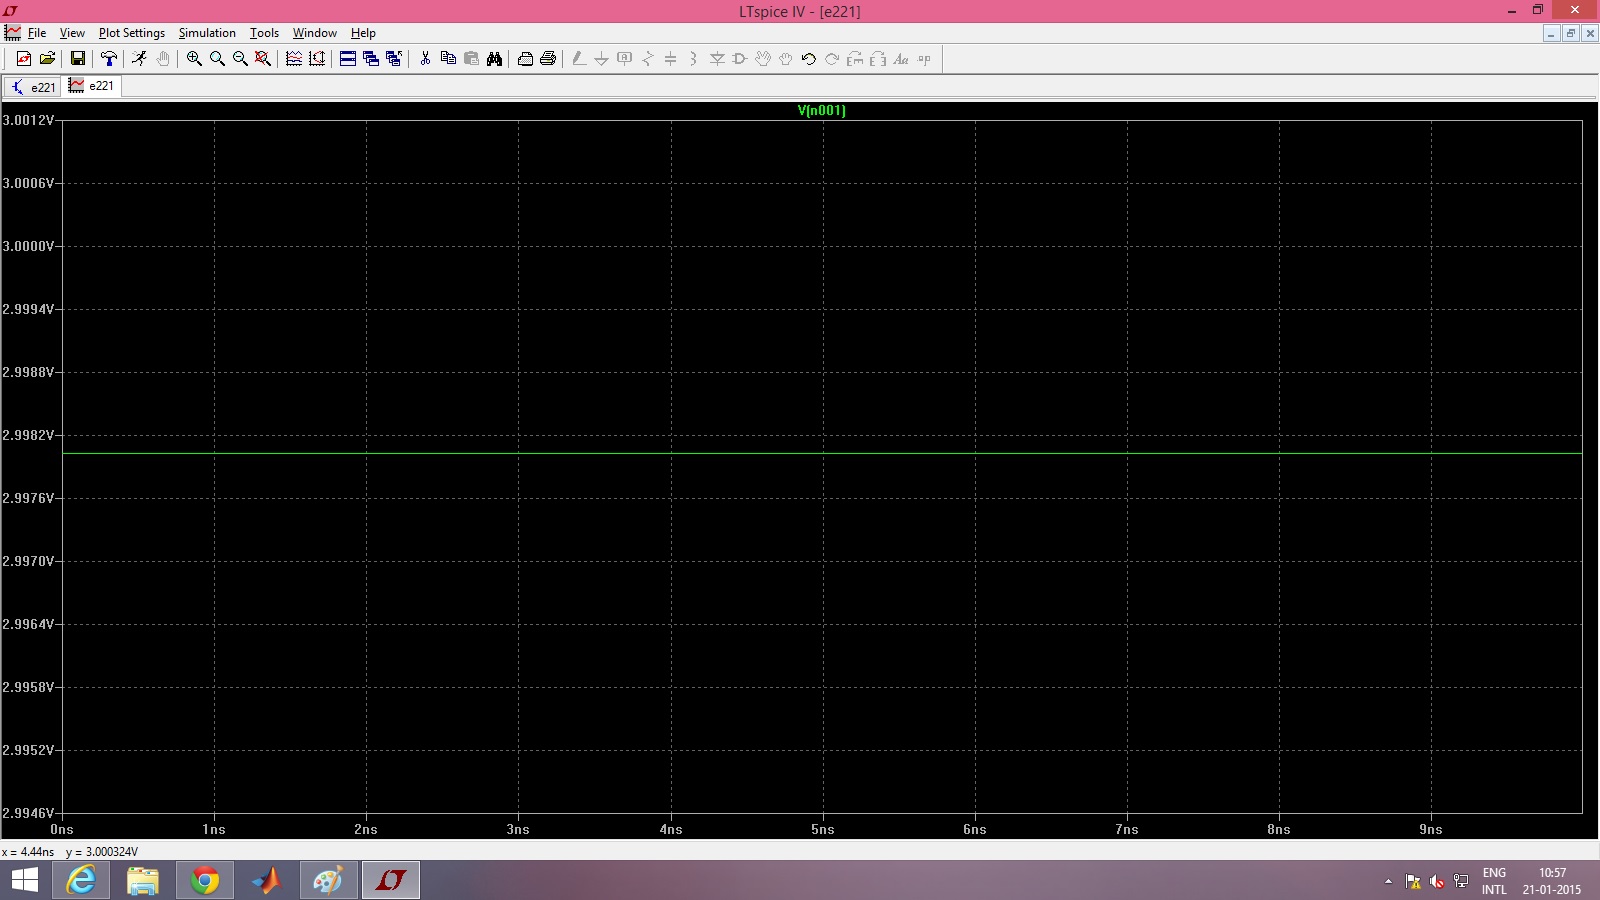 LTspice IV - [e221]
File View Plot Settings Simulation Tools Window Help
e221 e221
V(n001)
3.0012V
3.0006V
3.0000V
2.9994V
2.9988V
2.9982V
2.9976V
2.9970V
2.9964V
2.9958V
2.9952V
2.9946V
0ns 1ns 2ns 3ns 4ns 5ns 6ns 7ns 8ns 9ns
x = 4.44ns y = 3.000324V
ENG 10:57
INTL 21-01-2015